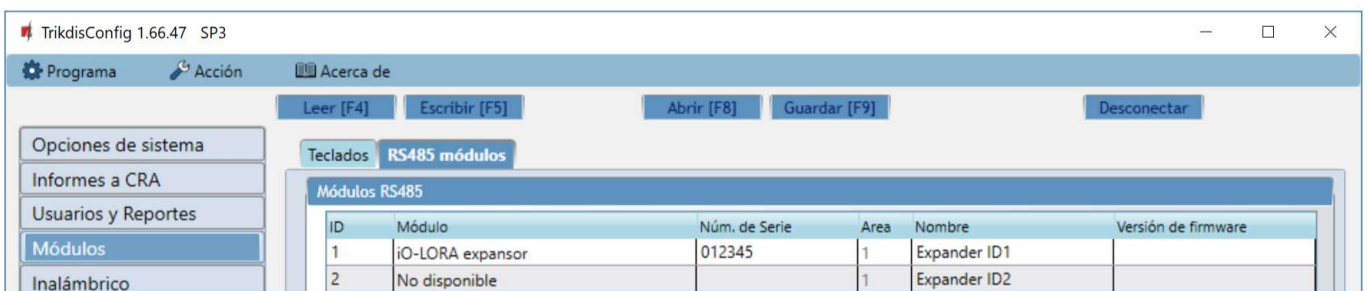 TrikdisConfig 1.66.47 SP3
Programa Acción Acerca de
Leer [F4] Escribir [F5] Abrir [F8] Guardar [F9] Desconectar
Opciones de sistema
Informes a CRA
Usuarios y Reportes
Módulos
Inalámbrico
Teclados RS485 módulos
Módulos RS485
ID Módulo Núm. de Serie Area Nombre Versión de firmware
1 iO-LORA expansor 012345 1 Expander ID1
2 No disponible 1 Expander ID2